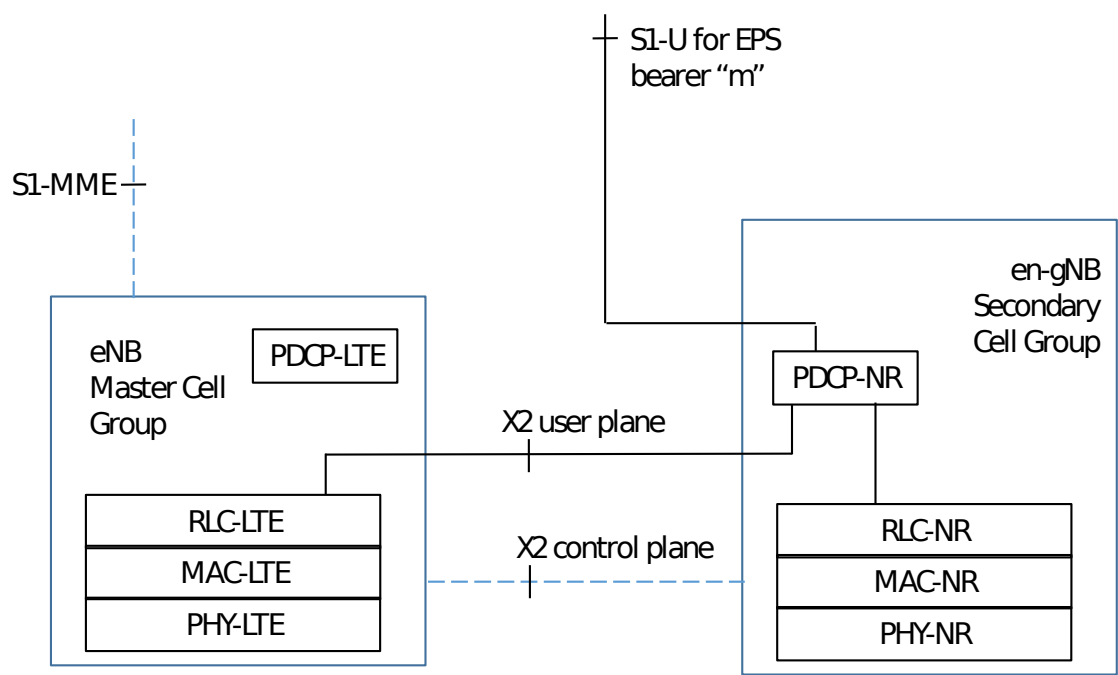 S1-U for EPS
bearer “m”
S1-MME
en-gNB
Secondary
Cell Group
eNB
Master Cell
Group
PDCP-LTE
PDCP-NR
X2 user plane
RLC-LTE
MAC-LTE
PHY-LTE
X2 control plane
RLC-NR
MAC-NR
PHY-NR